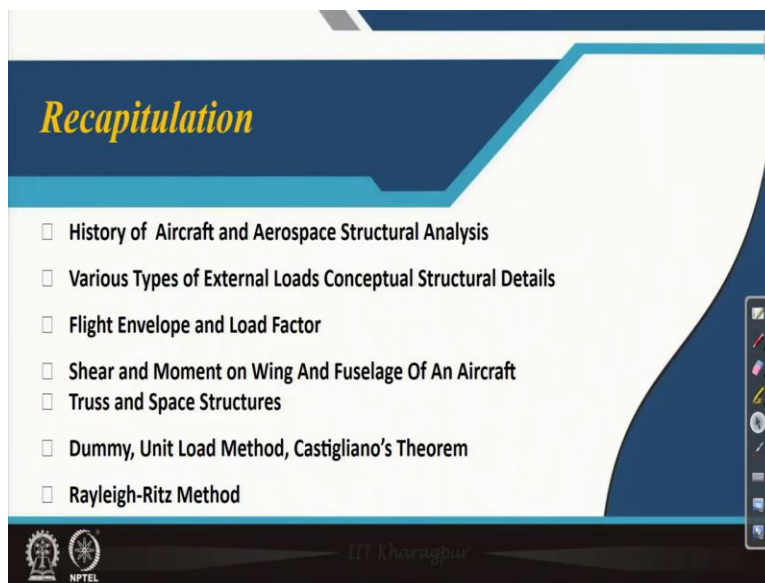 Recapitulation
History of Aircraft and Aerospace Structural Analysis
Various Types of External Loads Conceptual Structural Details
Flight Envelope and Load Factor
Shear and Moment on Wing And Fuselage Of An Aircraft
Truss and Space Structures
Dummy, Unit Load Method, Castigliano's Theorem
Rayleigh-Ritz Method
IIT Kharagpur
NPTEL